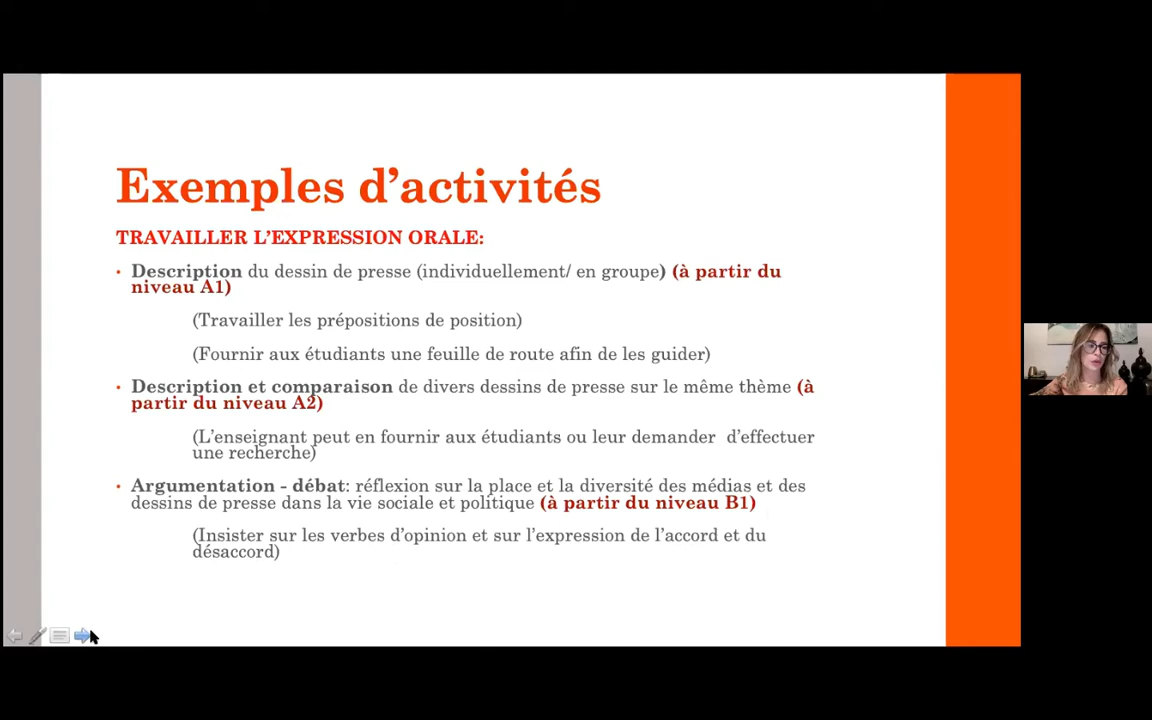 Exemples d’activités
TRAVAILLER L’EXPRESSION ORALE:
• Description du dessin de presse (individuellement/ en groupe) (à partir du
niveau A1)
(Travailler les prépositions de position)
(Fournir aux étudiants une feuille de route afin de les guider)
• Description et comparaison de divers dessins de presse sur le même thème (à
partir du niveau A2)
(L’enseignant peut en fournir aux étudiants ou leur demander d’effectuer
une recherche)
• Argumentation - débat: réflexion sur la place et la diversité des médias et des
dessins de presse dans la vie sociale et politique (à partir du niveau B1)
(Insister sur les verbes d’opinion et sur l’expression de l’accord et du
désaccord)